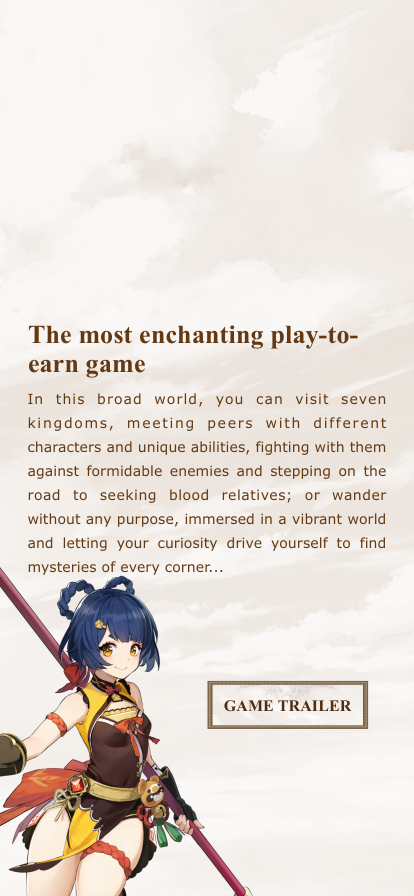 The most enchanting play-to-
earn game
In this broad world, you can visit seven
kingdoms, meeting peers with different
characters and unique abilities, fighting with them
against formidable enemies and stepping on the
road to seeking blood relatives; or wander
without any purpose, immersed in a vibrant world
and letting your curiosity drive yourself to find
mysteries of every corner...
GAME TRAILER